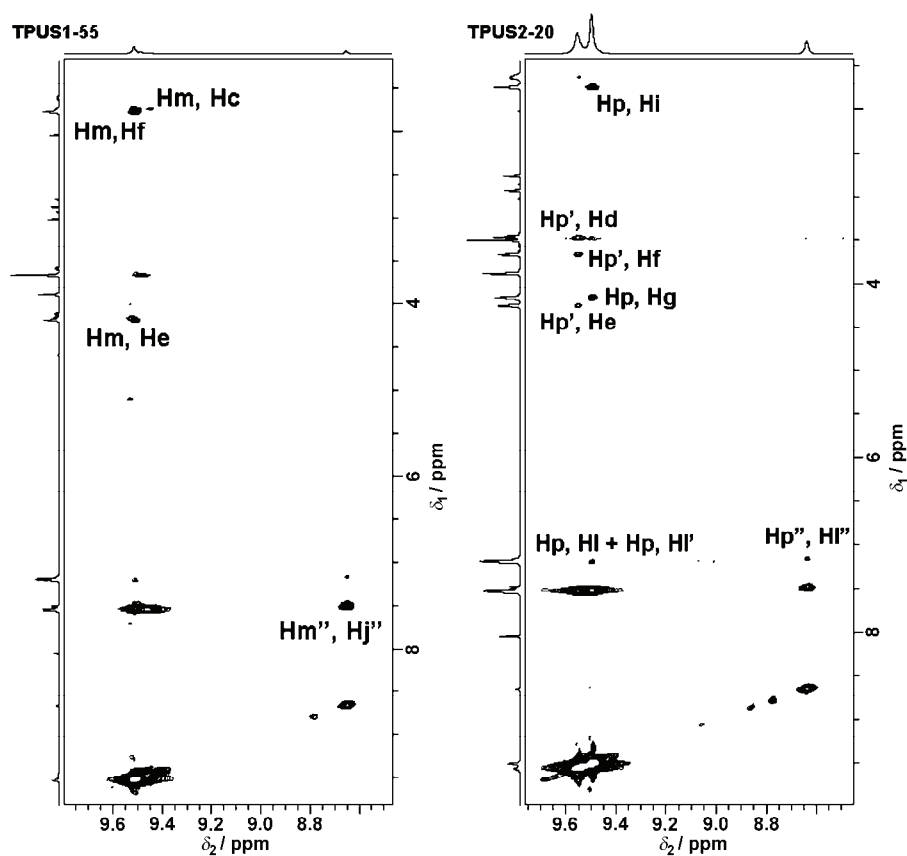 TPUS1-55
Hm, Hc
Hm, Hf
Hm, He
Hm’’, Hj’’
4
6
8
δ1 / ppm
9.6 9.4 9.2 9.0 8.8
δ2 / ppm
TPUS2-20
Hp, Hi
Hp’, Hd
Hp’, Hf
Hp, Hg
Hp’, He
Hp, Hl + Hp, Hl’
Hp’’, Hl’’
4
6
8
δ1 / ppm
9.6 9.4 9.2 9.0 8.8
δ2 / ppm